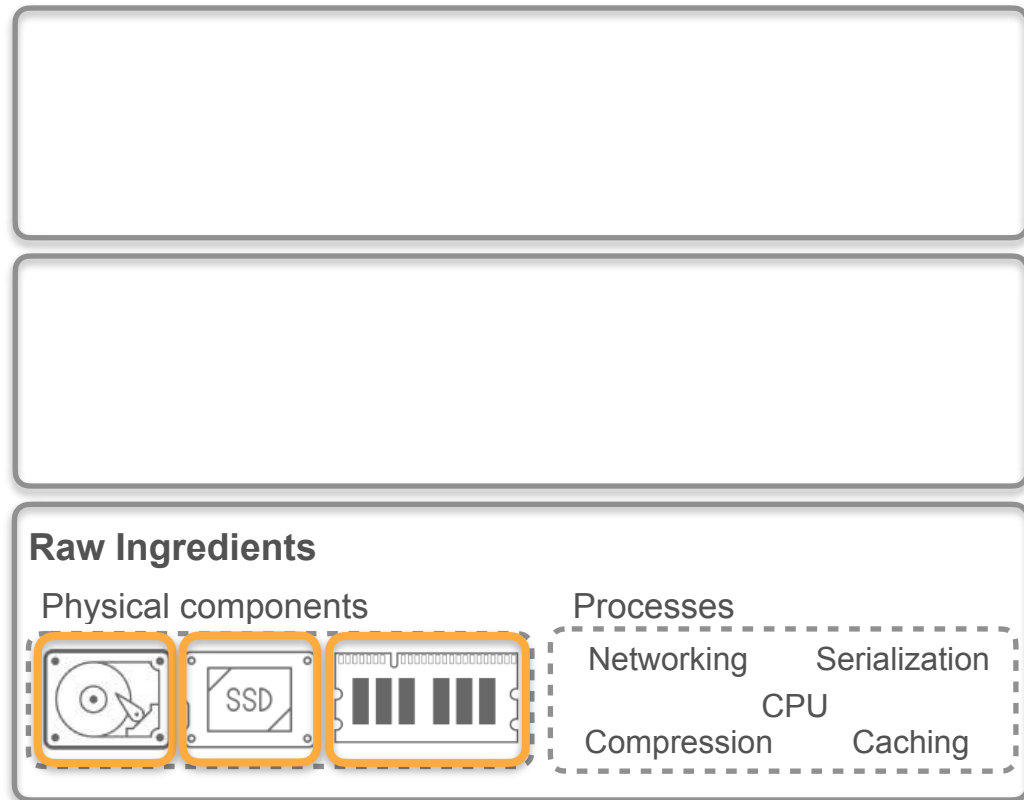 Raw Ingredients
Physical components
Processes
SSD
Networking Serialization
CPU
Compression Caching